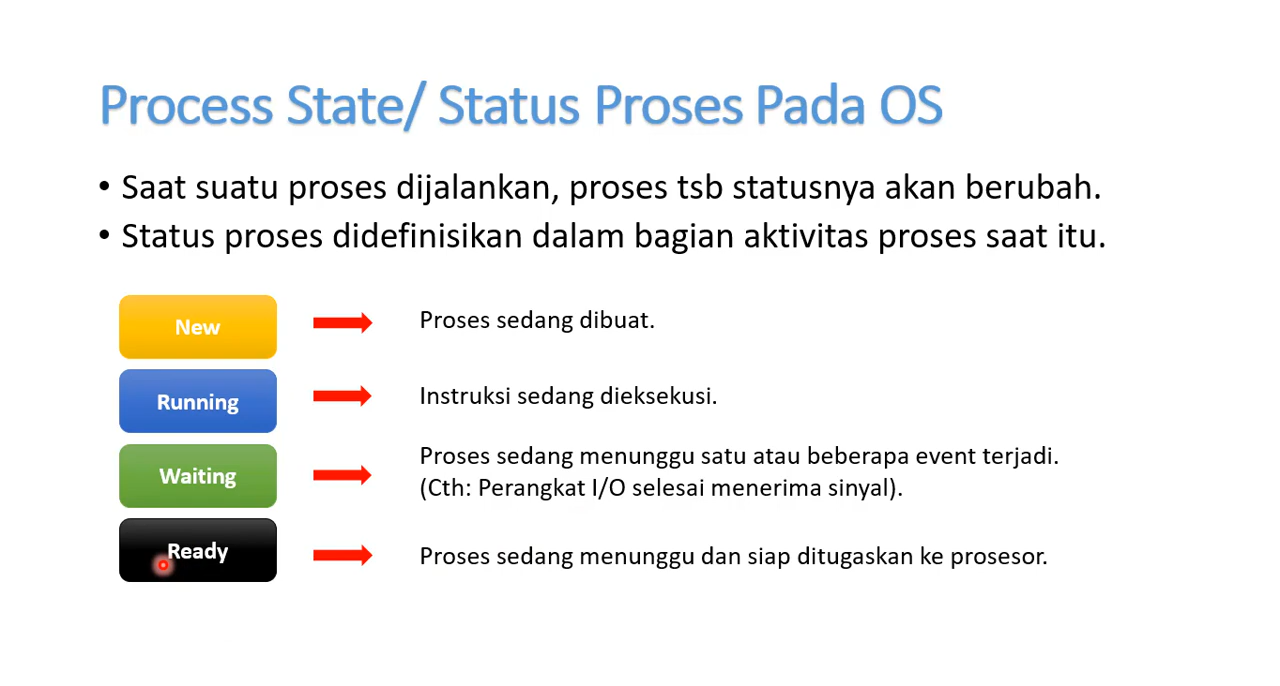 Process State/ Status Proses Pada OS
• Saat suatu proses dijalankan, proses tsb statusnya akan berubah.
• Status proses didefinisikan dalam bagian aktivitas proses saat itu.
New
Proses sedang dibuat.
Running
Instruksi sedang dieksekusi.
Waiting
Proses sedang menunggu satu atau beberapa event terjadi.
(Cth: Perangkat I/O selesai menerima sinyal).
Ready
Proses sedang menunggu dan siap ditugaskan ke prosesor.